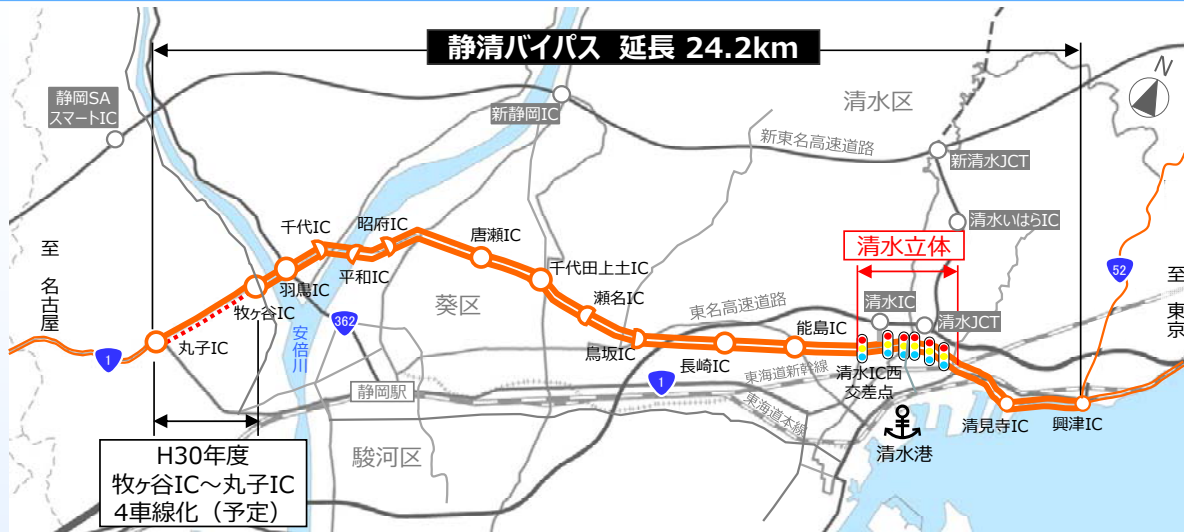 静清バイパス 延長 24.2km
N
静岡SA
スマートIC
新静岡IC
清水区
新東名高速道路
新清水JCT
清水いはらIC
千代IC
昭府IC
唐瀬IC
清水立体
52
至 名古屋
至 東京
平和IC
千代田上土IC
羽鳥IC
葵区
牧ヶ谷IC
瀬名IC
東名高速道路
清水IC
清水JCT
362
安倍川
能島IC
丸子IC
鳥坂IC
長崎IC
1
東海道新幹線
清水IC西
交差点
静岡駅
1
東海道本線
清見寺IC
興津IC
清水港
駿河区
H30年度
牧ヶ谷IC～丸子IC
4車線化（予定）